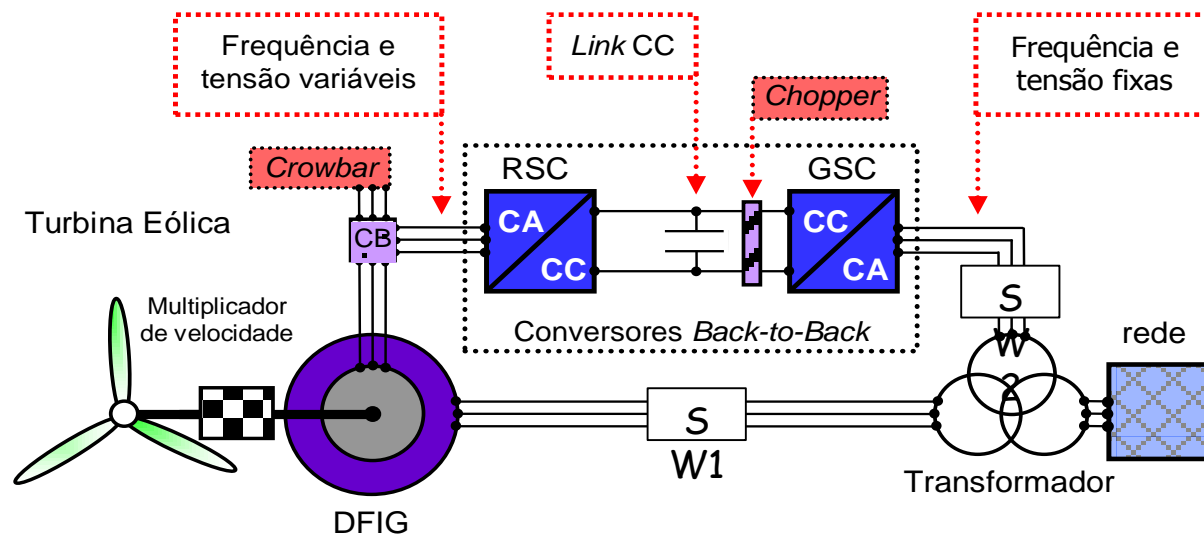 Frequência e
tensão variáveis
Link CC
Chopper
Frequência e
tensão fixas
Crowbar
RSC
GSC
Turbina Eólica
CB
CA
CC
CC
CA
Multiplicador
de velocidade
Conversores Back-to-Back
S
W
2
rede
S
W1
Transformador
DFIG